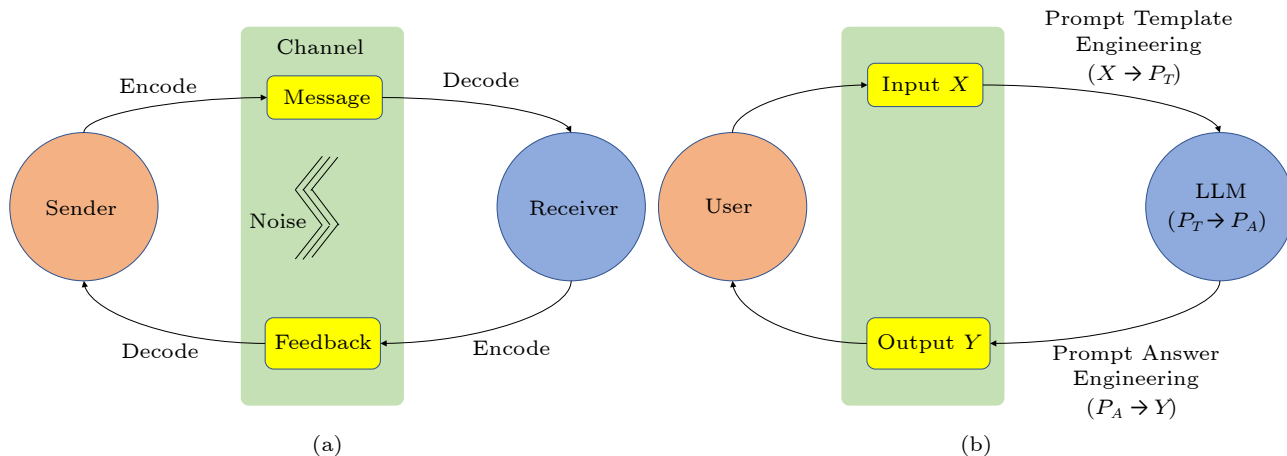 Channel
Encode
Message
Decode
Sender
Noise
Receiver
Feedback
Decode
Encode
(a)
Prompt Template
Engineering
(X → P_T)
Input X
User
LLM
(P_T → P_A)
Output Y
Prompt Answer
Engineering
(P_A → Y)
(b)